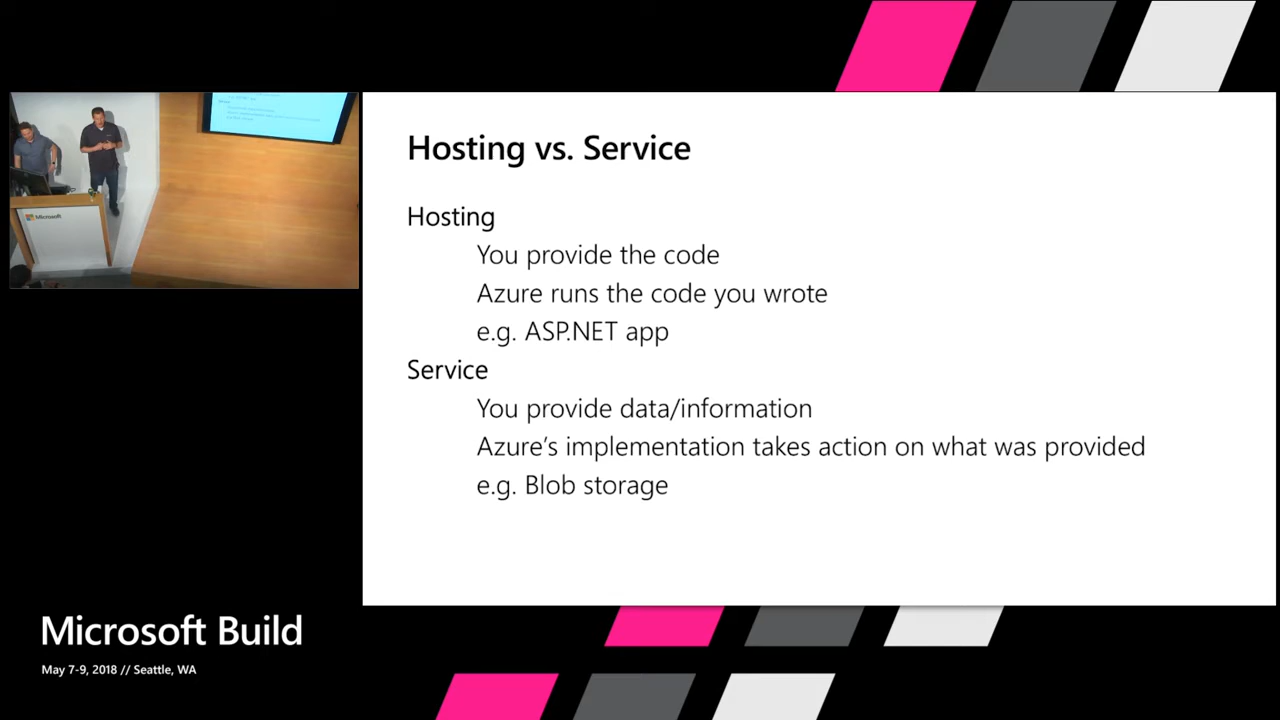 Microsoft
Hosting vs. Service
Hosting
You provide the code
Azure runs the code you wrote
e.g. ASP.NET app
Service
You provide data/information
Azure's implementation takes action on what was provided
e.g. Blob storage
Microsoft Build
May 7-9, 2018 // Seattle, WA